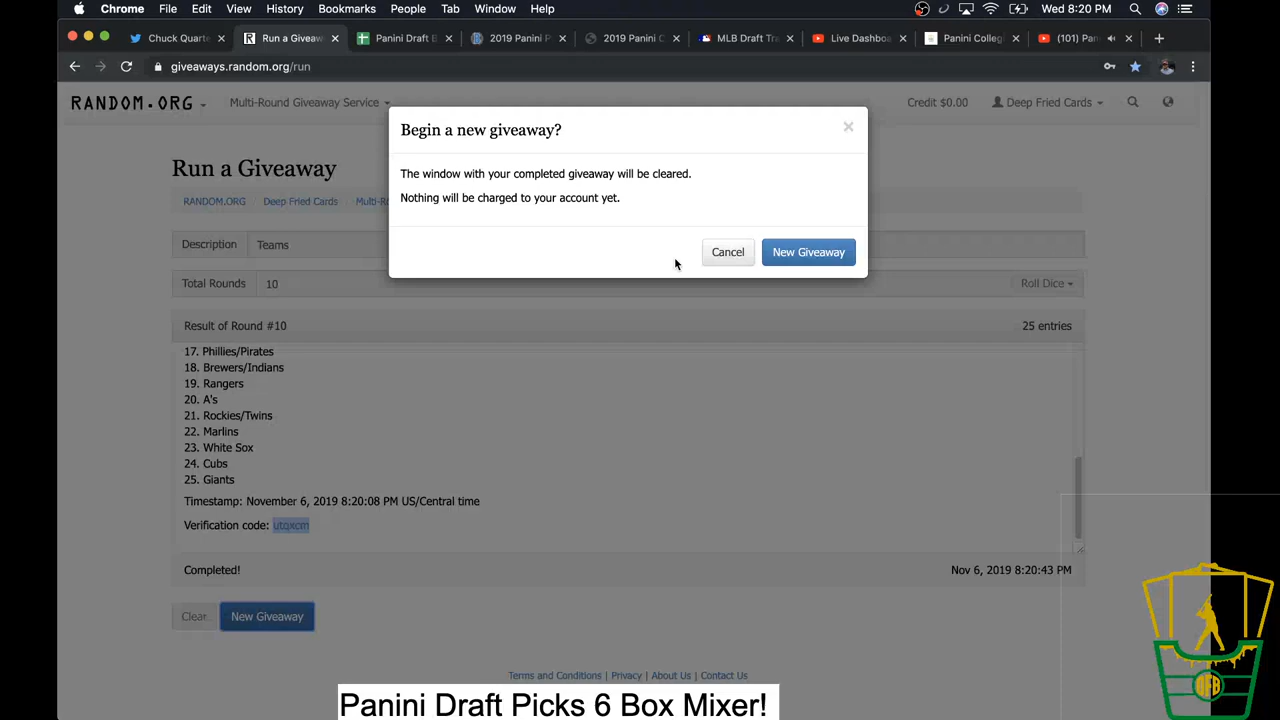 Chrome File Edit View History Bookmarks People Tab Window Help Wed 8:20 PM
Chuck Quarte Run a Giveaw Panini Draft B 2019 Panini P 2019 Panini C MLB Draft Tra Live Dashboa Panini Colleg (101) Pan
giveaways.random.org/run
RANDOM.ORG Multi-Round Giveaway Service Credit $0.00 Deep Fried Cards
Begin a new giveaway?
The window with your completed giveaway will be cleared.
Nothing will be charged to your account yet.
Cancel New Giveaway
Run a Giveaway
RANDOM.ORG Deep Fried Cards Multi-Ro
Description Teams
Total Rounds 10 Roll Dice
Result of Round #10 25 entries
17. Phillies/Pirates
18. Brewers/Indians
19. Rangers
20. A's
21. Rockies/Twins
22. Marlins
23. White Sox
24. Cubs
25. Giants
Timestamp: November 6, 2019 8:20:08 PM US/Central time
Verification code: utqxcm
Completed! Nov 6, 2019 8:20:43 PM
Clear New Giveaway
Terms and Conditions | Privacy | About Us | Contact Us
Panini Draft Picks 6 Box Mixer!
DFB